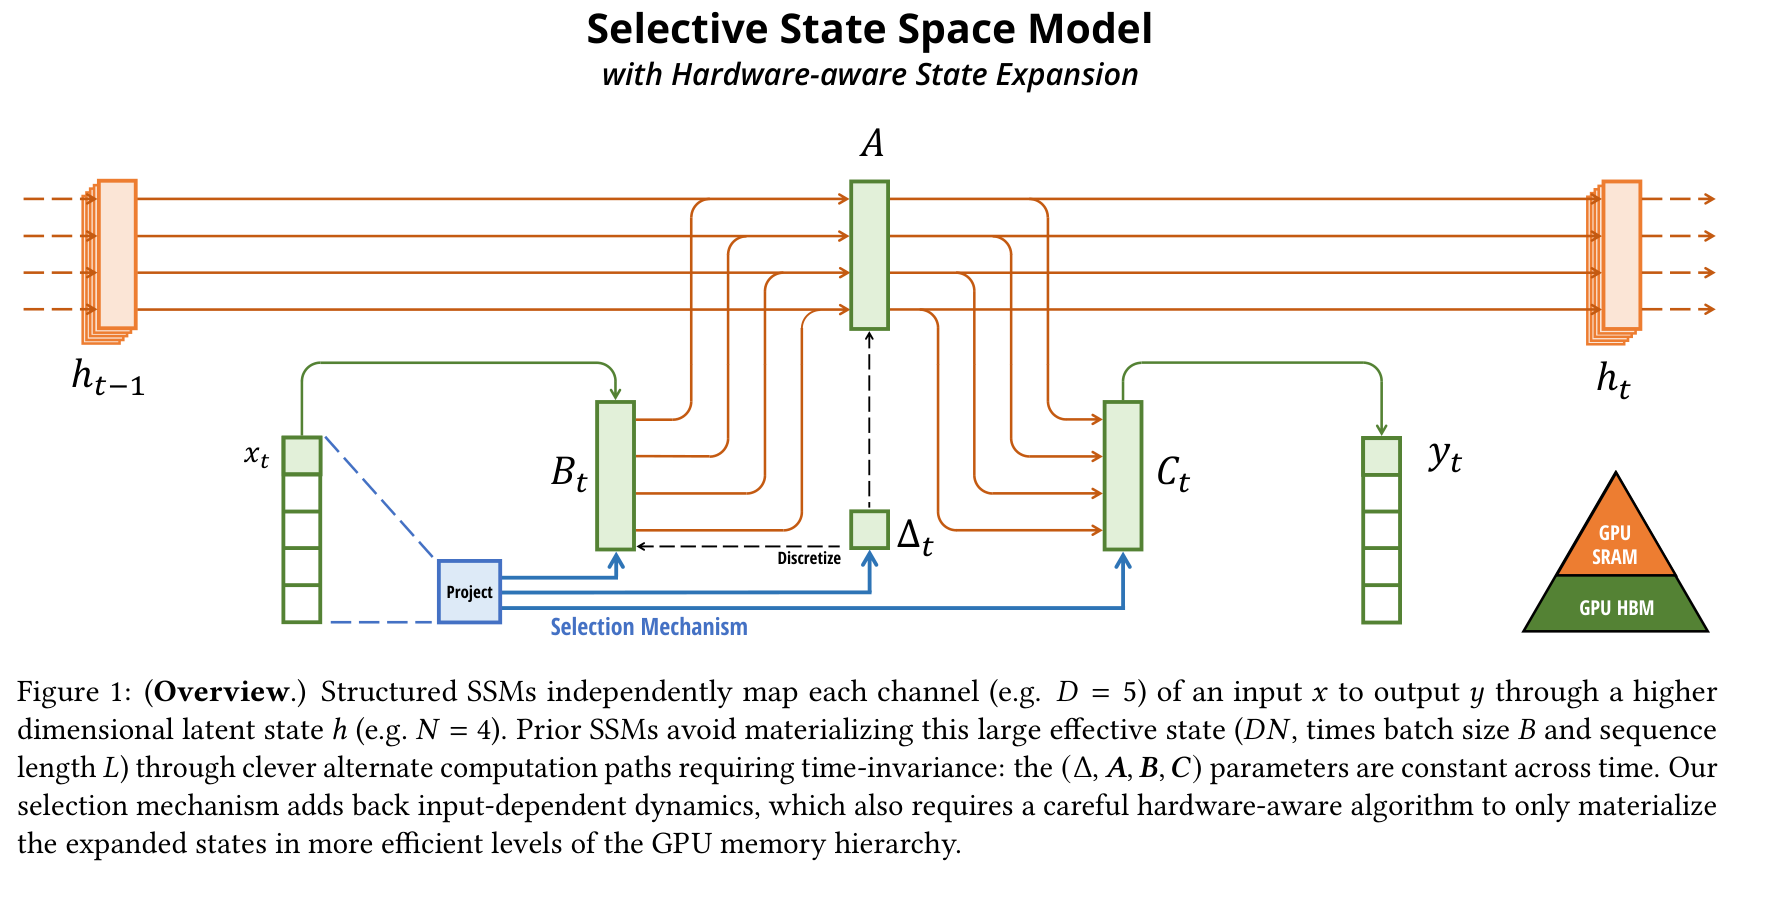 Selective State Space Model
with Hardware-aware State Expansion
A
h_{t−1}
h_t
x_t
B_t
C_t
y_t
Δ_t
Discretize
Project
Selection Mechanism
GPU
SRAM
GPU HBM
Figure 1: (Overview.) Structured SSMs independently map each channel (e.g. D = 5) of an input x to output y through a higher
dimensional latent state h (e.g. N = 4). Prior SSMs avoid materializing this large effective state (DN, times batch size B and sequence
length L) through clever alternate computation paths requiring time-invariance: the (Δ, A, B, C) parameters are constant across time. Our
selection mechanism adds back input-dependent dynamics, which also requires a careful hardware-aware algorithm to only materialize
the expanded states in more efficient levels of the GPU memory hierarchy.